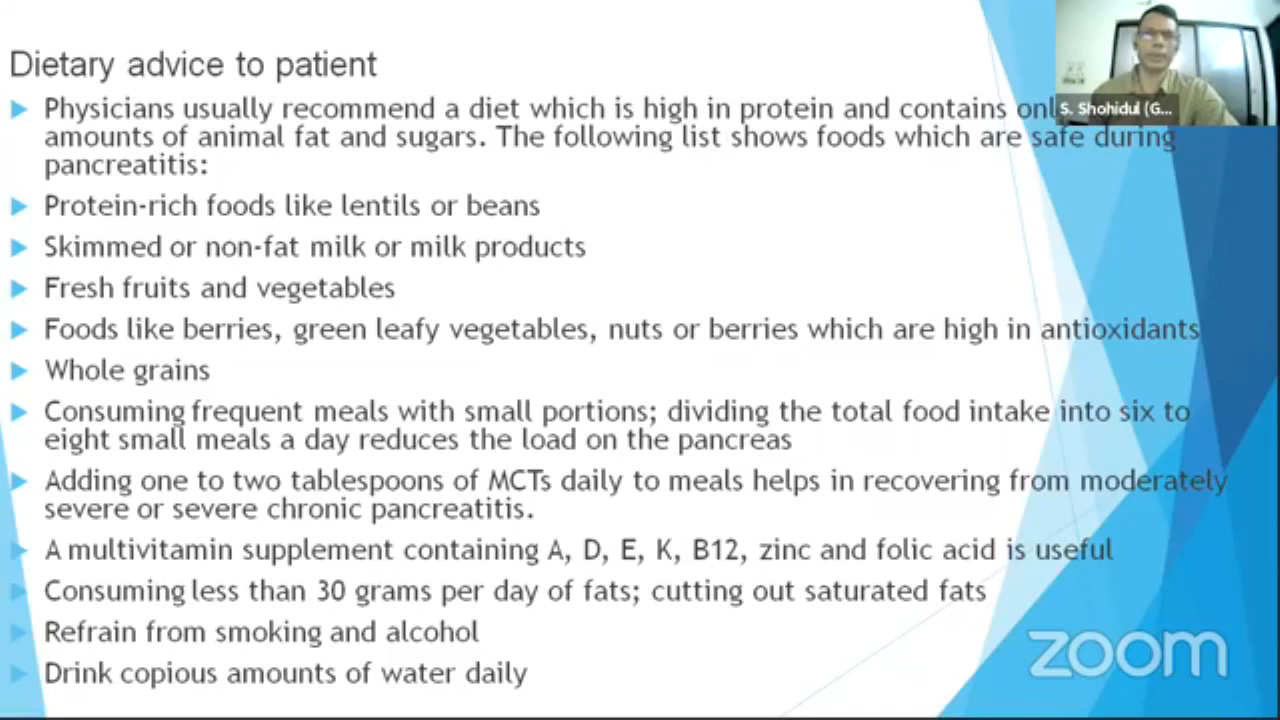 Dietary advice to patient
Physicians usually recommend a diet which is high in protein and contains
amounts of animal fat and sugars. The following list shows foods which are safe during
pancreatitis:
Protein-rich foods like lentils or beans
Skimmed or non-fat milk or milk products
Fresh fruits and vegetables
Foods like berries, green leafy vegetables, nuts or berries which are high in antioxidants
Whole grains
Consuming frequent meals with small portions; dividing the total food intake into six to
eight small meals a day reduces the load on the pancreas
Adding one to two tablespoons of MCTs daily to meals helps in recovering from moderately
severe or severe chronic pancreatitis.
A multivitamin supplement containing A, D, E, K, B12, zinc and folic acid is useful
Consuming less than 30 grams per day of fats; cutting out saturated fats
Refrain from smoking and alcohol
Drink copious amounts of water daily
S. Shohidul (G...
zoom